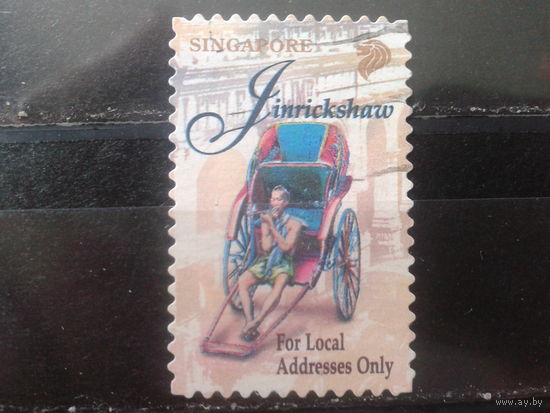 SINGAPORE
Jinrickshaw
For Local
Addresses Only
www.ay.by